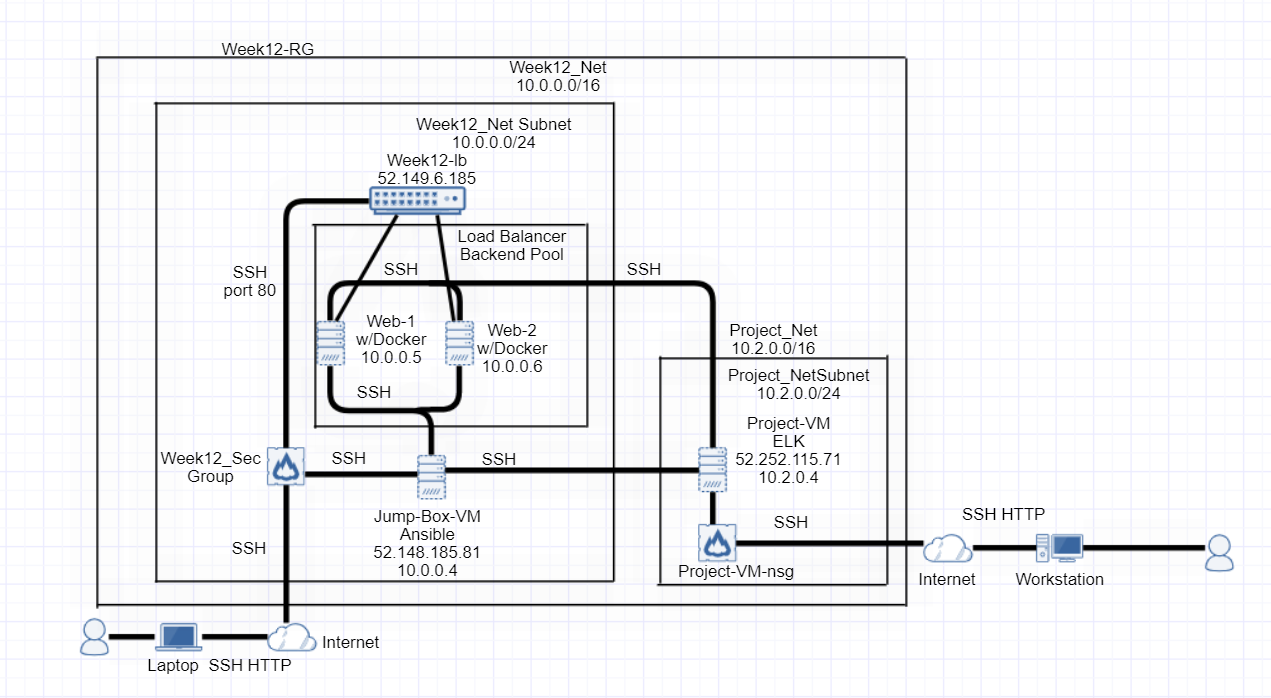 Week12-RG
Week12_Net
10.0.0.0/16
Week12_Net Subnet
10.0.0.0/24
Week12-lb
52.149.6.185
Load Balancer
Backend Pool
SSH
port 80
SSH
SSH
Web-1
w/Docker
10.0.0.5
Web-2
w/Docker
10.0.0.6
Project_Net
10.2.0.0/16
Project_NetSubnet
10.2.0.0/24
SSH
Project-VM
ELK
52.252.115.71
10.2.0.4
Week12_Sec
Group
SSH
SSH
Jump-Box-VM
Ansible
52.148.185.81
10.0.0.4
SSH
SSH
Project-VM-nsg
SSH HTTP
Internet
Workstation
Internet
Laptop
SSH HTTP